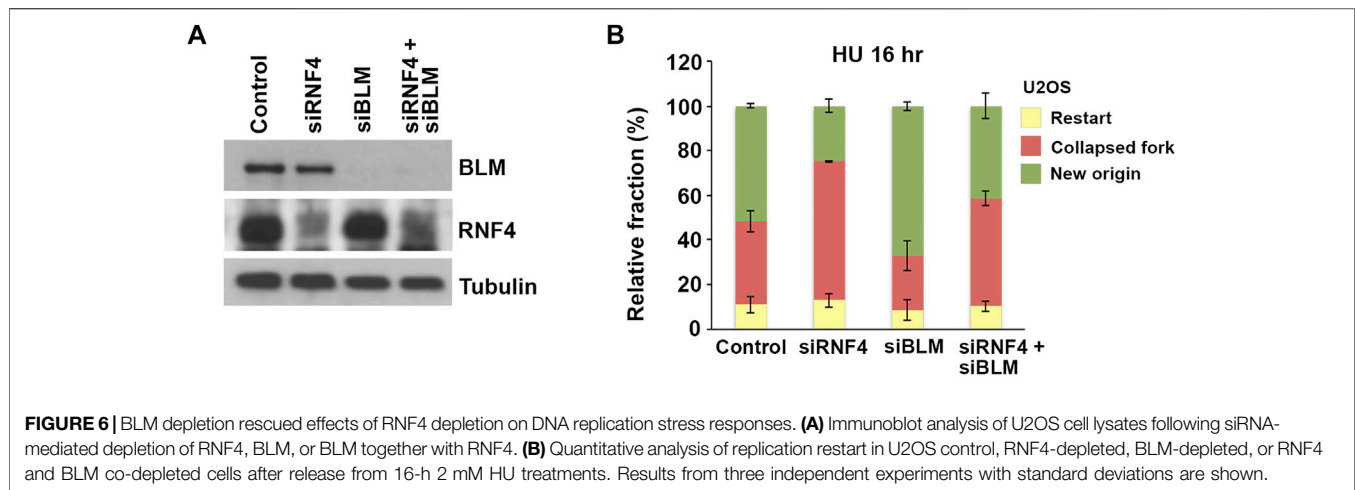 A
Control
siRNF4
siBLM
siRNF4 +
siBLM
BLM
RNF4
Tubulin
B
HU 16 hr
Relative fraction (%)
120
100
80
60
40
20
0
Control
siRNF4
siBLM
siRNF4 +
siBLM
U2OS
Restart
Collapsed fork
New origin
FIGURE 6 | BLM depletion rescued effects of RNF4 depletion on DNA replication stress responses. (A) Immunoblot analysis of U2OS cell lysates following siRNA-
mediated depletion of RNF4, BLM, or BLM together with RNF4. (B) Quantitative analysis of replication restart in U2OS control, RNF4-depleted, BLM-depleted, or RNF4
and BLM co-depleted cells after release from 16-h 2 mM HU treatments. Results from three independent experiments with standard deviations are shown.